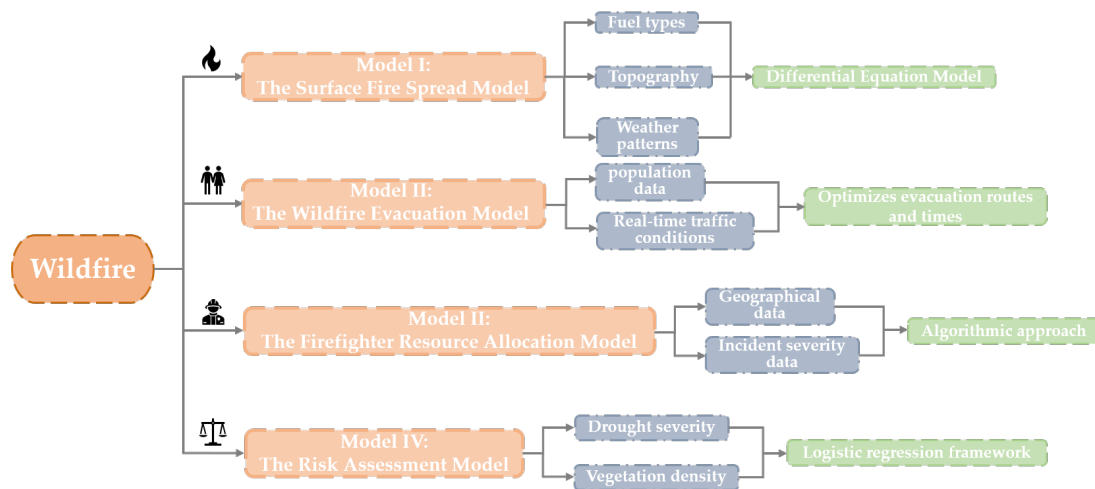 Wildfire
Model I:
The Surface Fire Spread Model
Fuel types
Topography
Weather
patterns
Differential Equation Model
Model II:
The Wildfire Evacuation Model
population
data
Real-time traffic
conditions
Optimizes evacuation routes
and times
Model II:
The Firefighter Resource Allocation Model
Geographical
data
Incident severity
data
Algorithmic approach
Model IV:
The Risk Assessment Model
Drought severity
Vegetation density
Logistic regression framework